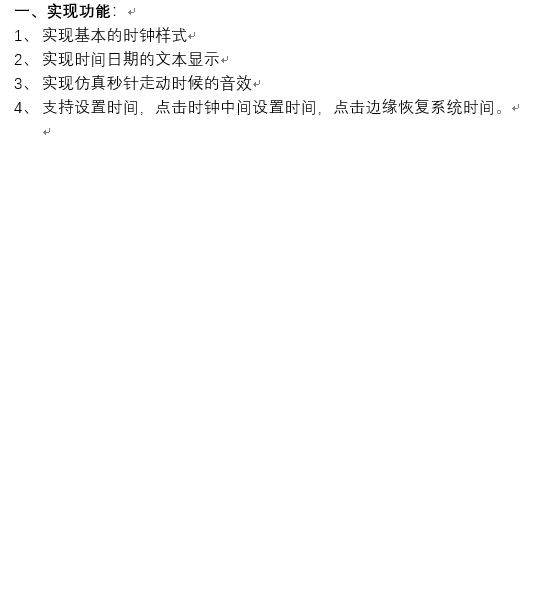 一、实现功能：
1、 实现基本的时钟样式
2、 实现时间日期的文本显示
3、 实现仿真秒针走动时候的音效
4、 支持设置时间，点击时钟中间设置时间，点击边缘恢复系统时间。